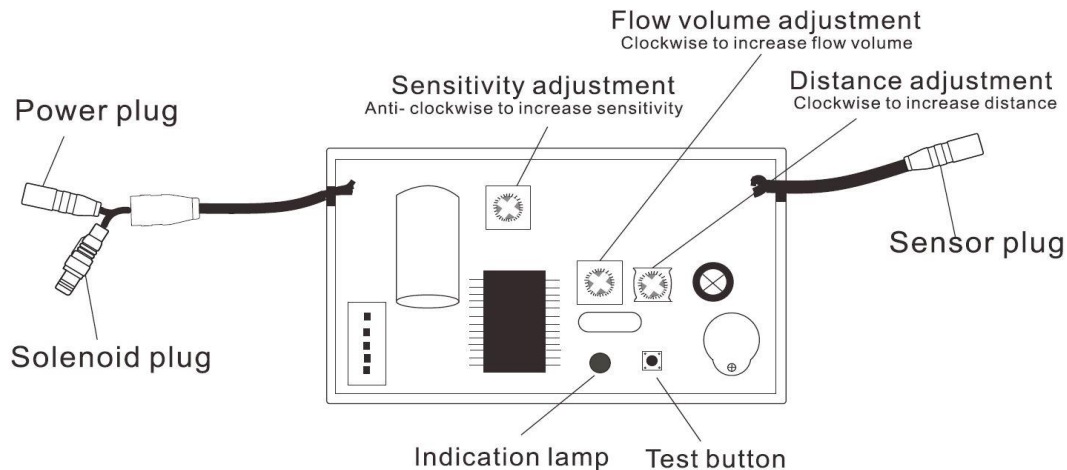 Flow volume adjustment
Clockwise to increase flow volume
Sensitivity adjustment
Anti- clockwise to increase sensitivity
Distance adjustment
Clockwise to increase distance
Power plug
Sensor plug
Solenoid plug
Indication lamp
Test button